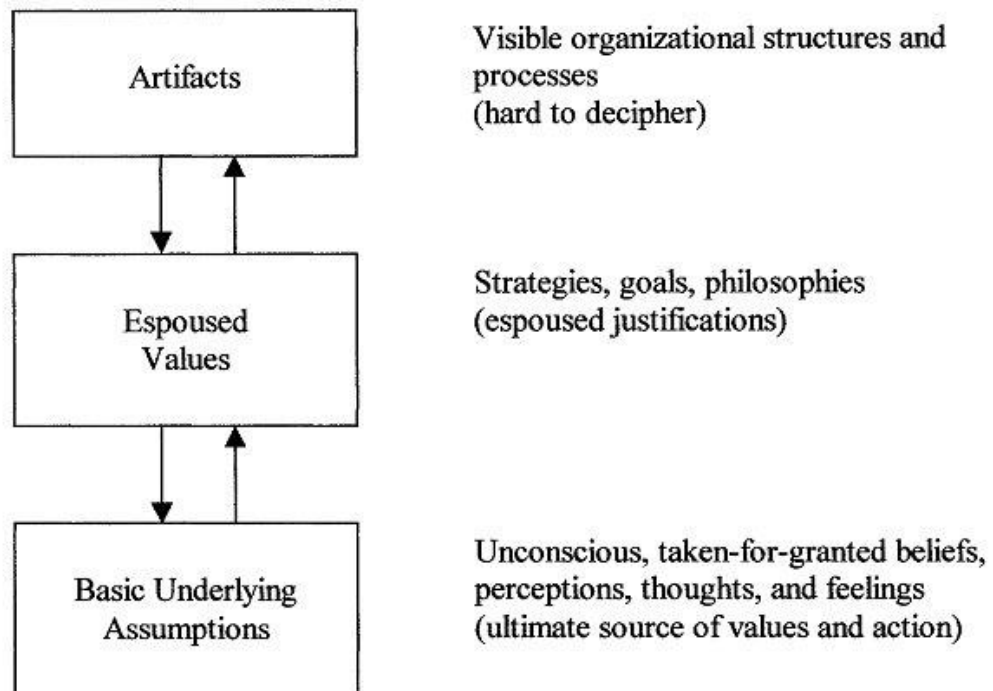 Artifacts
Visible organizational structures and
processes
(hard to decipher)
Espoused
Values
Strategies, goals, philosophies
(espoused justifications)
Basic Underlying
Assumptions
Unconscious, taken-for-granted beliefs,
perceptions, thoughts, and feelings
(ultimate source of values and action)